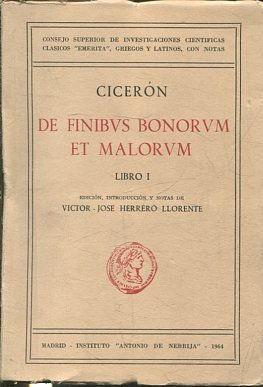 CONSEJO SUPERIOR DE INVESTIGACIONES CIENTIFICAS
CLASICOS "EMERITA", GRIEGOS Y LATINOS, CON NOTAS
CICERÓN
DE FINIBVS BONORVM
ET MALORVM
LIBRO I
EDICIÓN, INTRODUCCIÓN Y NOTAS DE
VICTOR-JOSE HERRERO LLORENTE
MADRID - INSTITUTO "ANTONIO DE NEBRIJA" - 1964